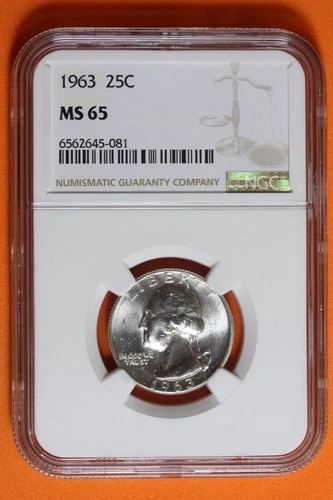 1963 25C
MS 65
6562645-081
NUMISMATIC GUARANTY COMPANY
NGC
LIBERTY
IN GOD WE
TRUST
1963